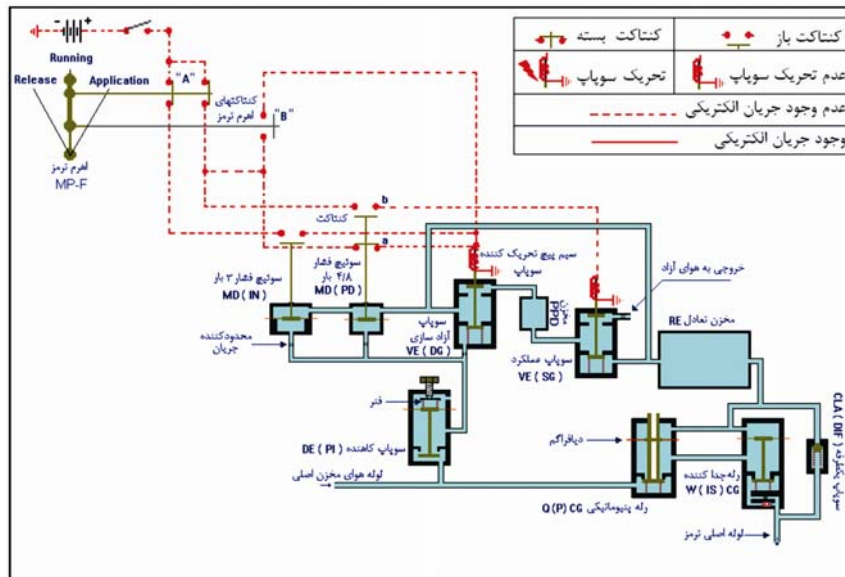 - +
Running
Release
Application
"A"
کنتاکتهای
اهرم ترمز
"B"
اهرم ترمز
MP-F
کنتاکت بسته
کنتاکت باز
تحریک سوپاپ
عدم تحریک سوپاپ
عدم وجود جریان الکتریکی
وجود جریان الکتریکی
b
کنتاکت
a
سوئیچ فشار ۳ بار
MD ( IN )
سوئیچ فشار
۴/۸ بار
MD ( PD )
سیم پیچ تحریک کننده
سوپاپ
خروجی به هوای آزاد
محدودکننده
جریان
سوپاپ
آزاد سازی
VE ( DG )
مخزن
PPD
سوپاپ عملکرد
VE ( SG )
مخزن تعادل RE
فنر
DE ( PI ) سوپاپ کاهنده
لوله هوای مخزن اصلی
دیافراگم
رله جدا کننده
W ( IS ) CG
Q (P) CG رله پنیوماتیکی
سوپاپ یکطرفه CLA ( DIF )
لوله اصلی ترمز